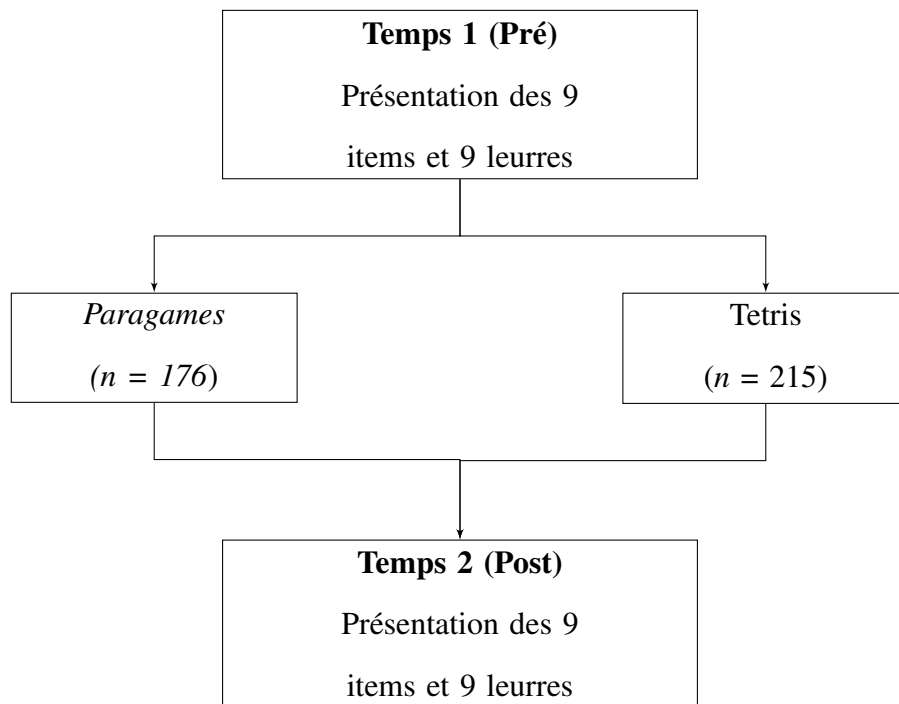 Temps 1 (Pré)
Présentation des 9
items et 9 leurres
Paragames
(n = 176)
Tetris
(n = 215)
Temps 2 (Post)
Présentation des 9
items et 9 leurres